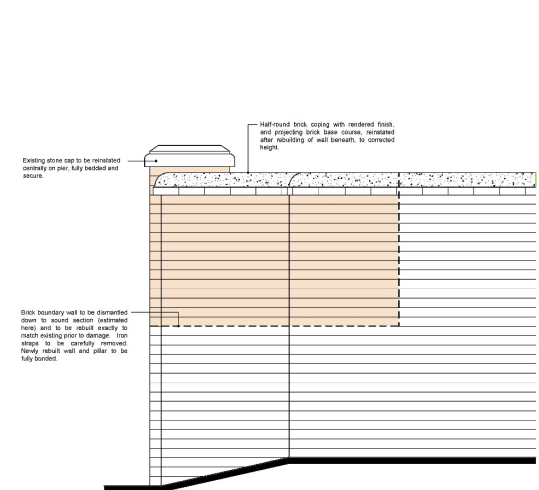 Half-round brick coping with rendered finish,
and projecting brick base course, reinstated
after rebuilding of wall beneath, to corrected
height.
Existing stone cap to be reinstated
centrally on pier, fully bedded and
secure.
Brick boundary wall to be dismantled
down to sound section (estimated
here) and to be rebuilt exactly to
match existing prior to damage. Iron
straps to be carefully removed.
Newly rebuilt wall and pillar to be
fully bonded.